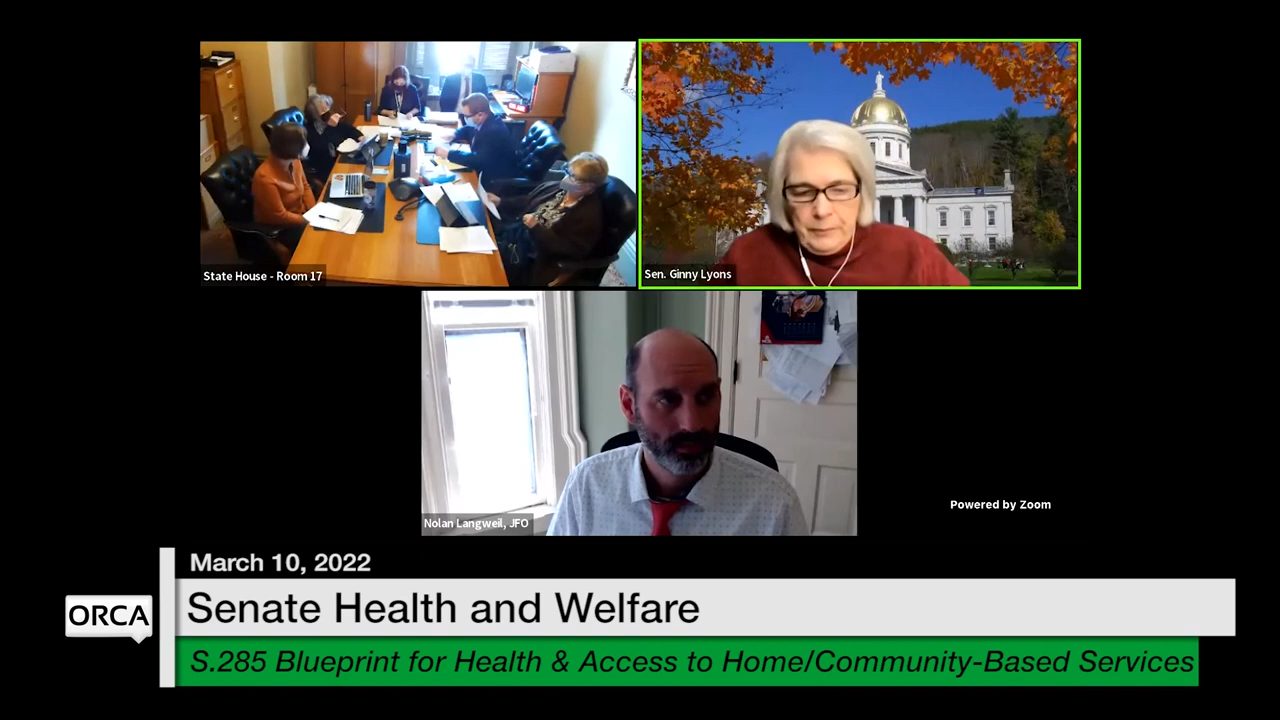 State House - Room 17
Sen. Ginny Lyons
Nolan Langweil, JFO
Powered by Zoom
March 10, 2022
ORCA
Senate Health and Welfare
S.285 Blueprint for Health & Access to Home/Community-Based Services